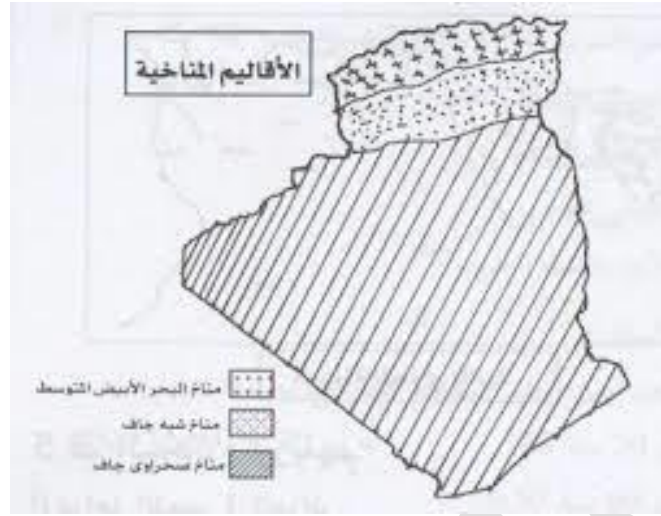 الأقاليم المناخية
مناخ البحر الأبيض المتوسط
مناخ شبه جاف
مناخ صحراوي جاف